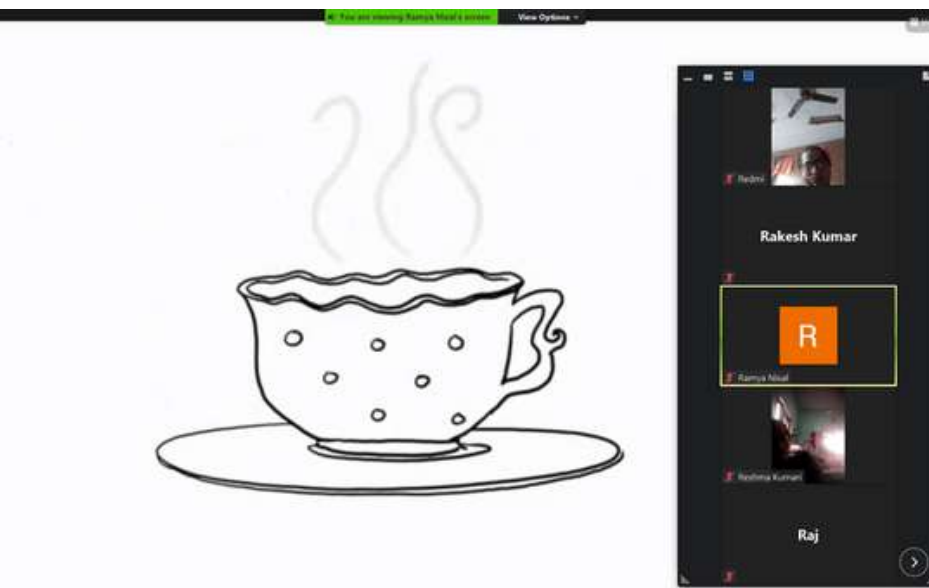 You are viewing Ramya Nisal's screen
View Options
Redmi
Rakesh Kumar
R
Ramya Nisal
Reshma Kumari
Raj